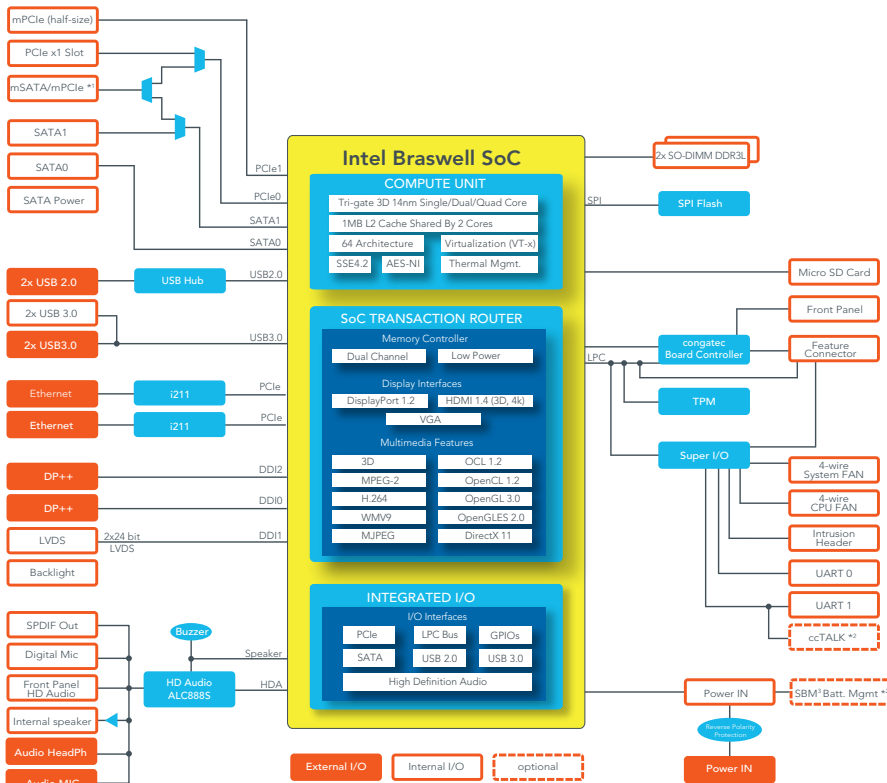 mPCIe (half-size)
PCIe x1 Slot
mSATA/mPCIe *¹
SATA1
SATA0
SATA Power
PCIe1
PCIe0
SATA1
SATA0
2x USB 2.0
USB Hub
USB2.0
2x USB 3.0
2x USB3.0
USB3.0
Ethernet
i211
PCIe
Ethernet
i211
PCIe
DP++
DDI2
DP++
DDI0
LVDS
2x24 bit
LVDS
DDI1
Backlight
SPDIF Out
Digital Mic
Front Panel
HD Audio
Internal speaker
Audio HeadPh
Audio MIC
Buzzer
Speaker
HD Audio
ALC888S
HDA
Intel Braswell SoC
COMPUTE UNIT
Tri-gate 3D 14nm Single/Dual/Quad Core
1MB L2 Cache Shared By 2 Cores
64 Architecture
Virtualization (VT-x)
SSE4.2
AES-NI
Thermal Mgmt.
SoC TRANSACTION ROUTER
Memory Controller
Dual Channel
Low Power
Display Interfaces
DisplayPort 1.2
HDMI 1.4 (3D, 4k)
VGA
Multimedia Features
3D
OCL 1.2
MPEG-2
OpenCL 1.2
H.264
OpenGL 3.0
WMV9
OpenGLES 2.0
MJPEG
DirectX 11
INTEGRATED I/O
I/O Interfaces
PCIe
LPC Bus
GPIOs
SATA
USB 2.0
USB 3.0
High Definition Audio
2x SO-DIMM DDR3L
SPI
SPI Flash
Micro SD Card
Front Panel
congatec
Board Controller
Feature
Connector
LPC
TPM
Super I/O
4-wire
System FAN
4-wire
CPU FAN
Intrusion
Header
UART 0
UART 1
ccTALK *²
Power IN
SBM³ Batt. Mgmt *²
Reverse Polarity
Protection
Power IN
External I/O
Internal I/O
optional